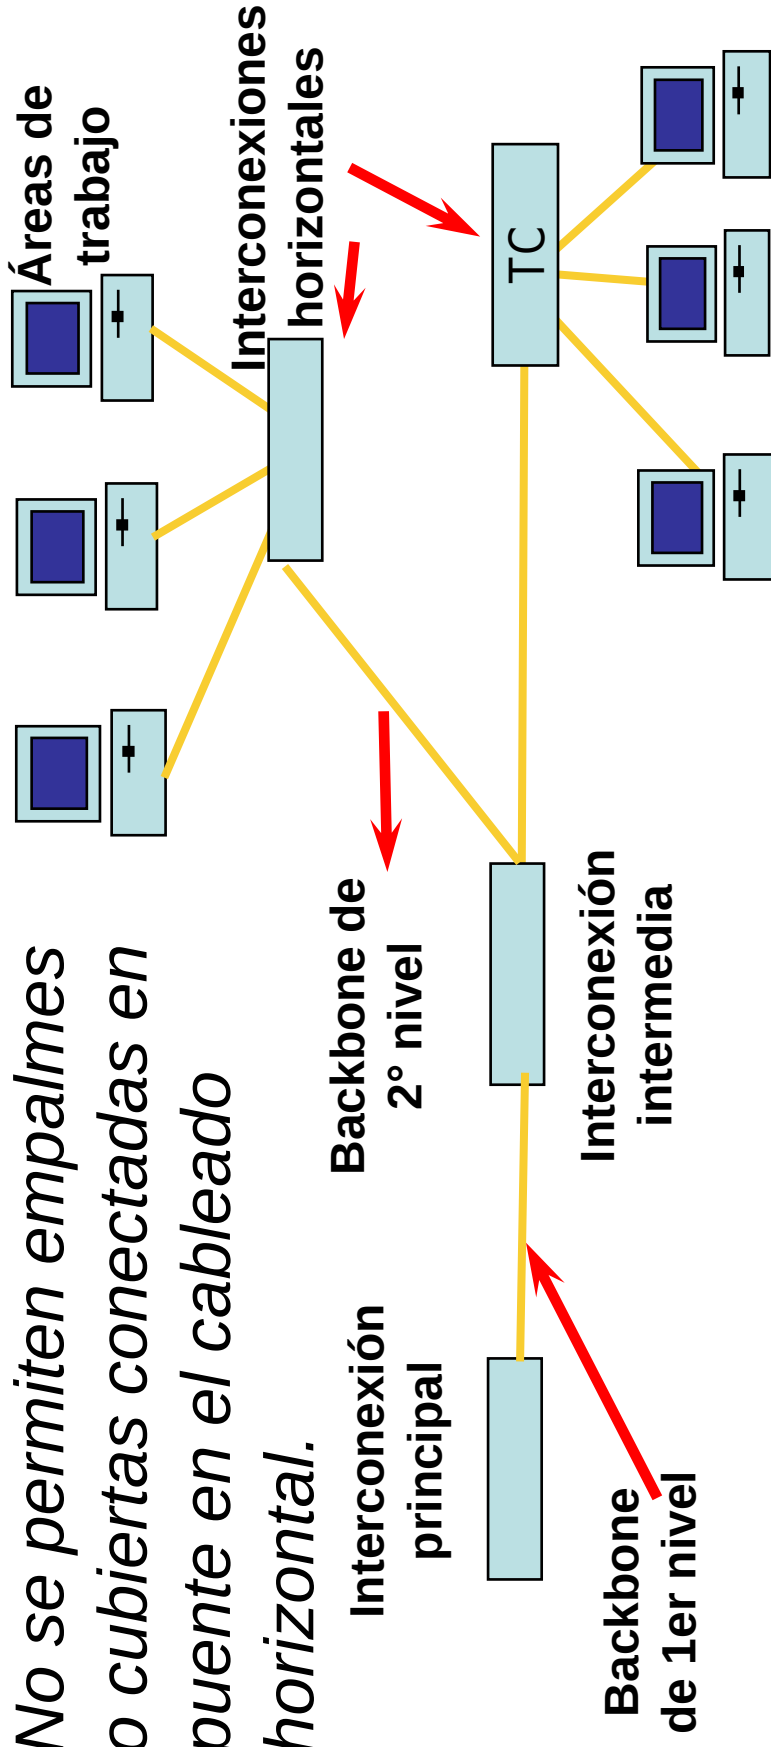 No se permiten empalmes
o cubiertas conectadas en
puente en el cableado
horizontal.
Áreas de
trabajo
Interconexiones
horizontales
TC
Backbone de
2° nivel
Interconexión
principal
Interconexión
intermedia
Backbone
de 1er nivel